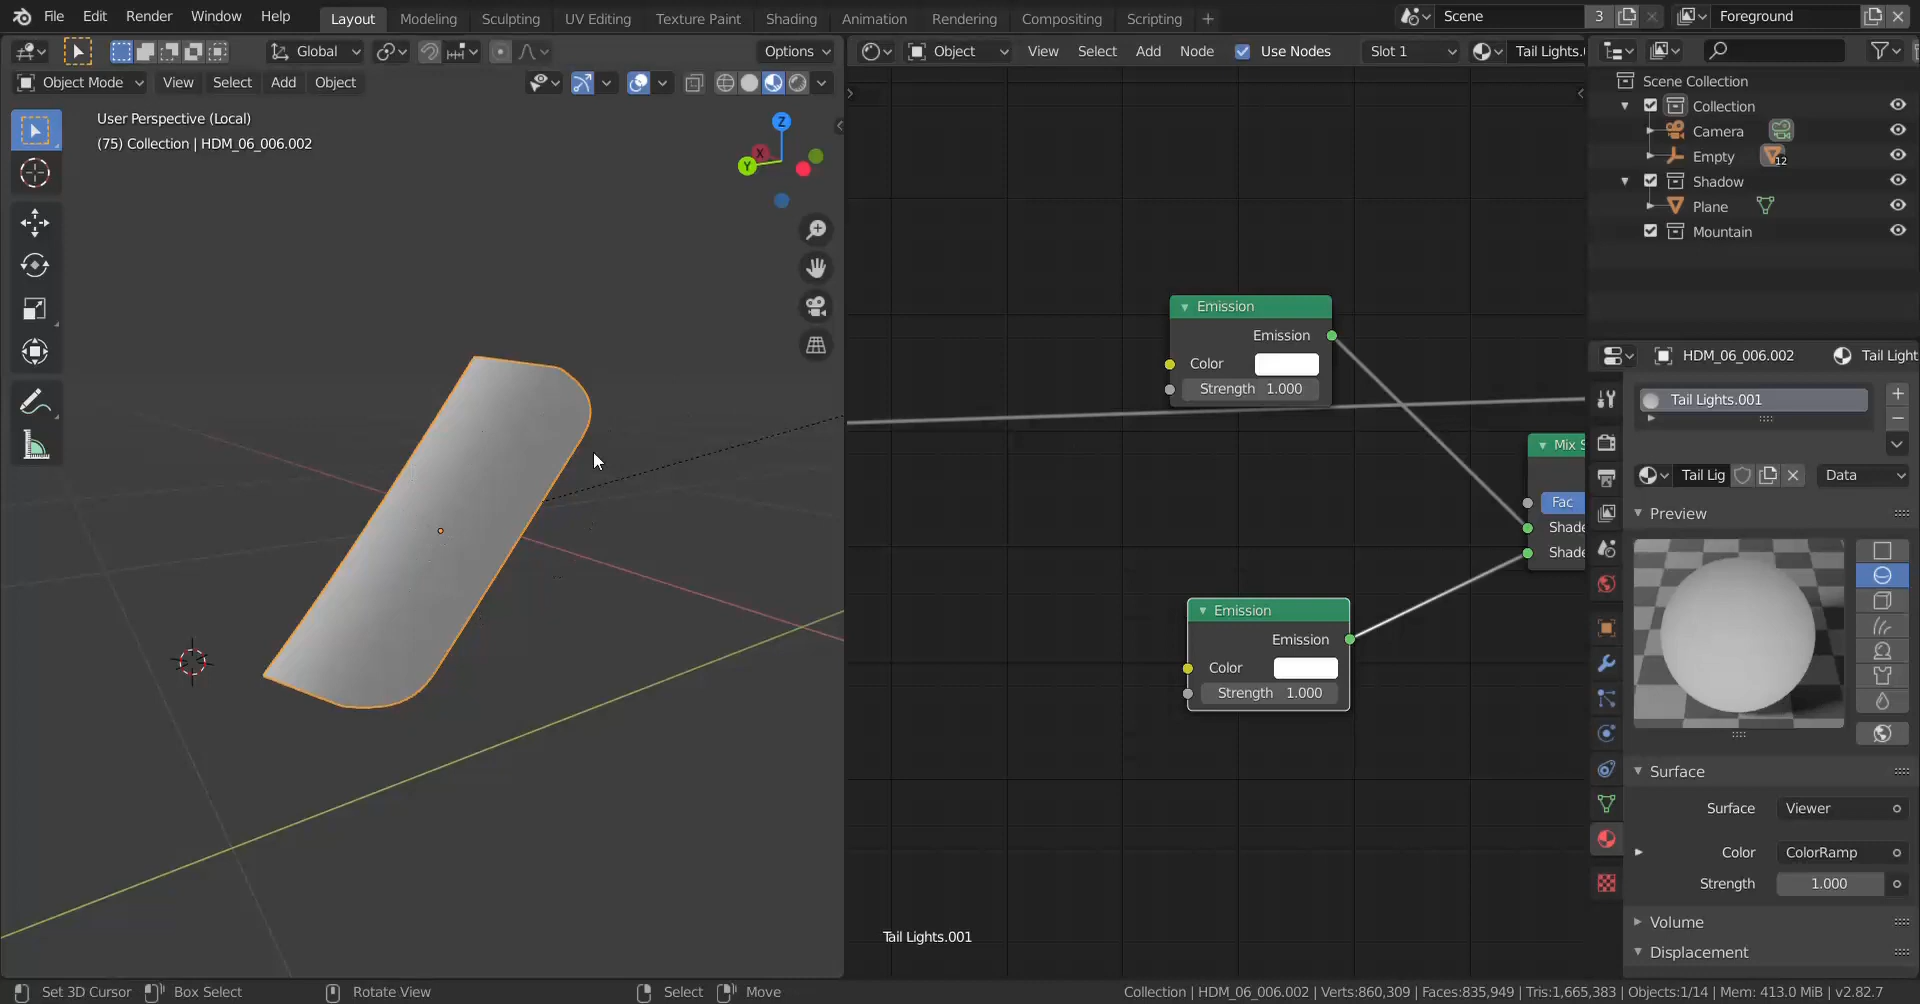 File Edit Render Window Help Layout Modeling Sculpting UV Editing Texture Paint Shading Animation Rendering Compositing Scripting + Scene 3 Foreground
Global Options
Object View Select Add Node Use Nodes Slot 1 Tail Lights.
Object Mode View Select Add Object
User Perspective (Local)
(75) Collection | HDM_06_006.002
Z
X
Y
Emission
Emission
Color
Strength 1.000
Mix S
Fac
Shade
Shade
Emission
Emission
Color
Strength 1.000
Tail Lights.001
Scene Collection
Collection
Camera
Empty 12
Shadow
Plane
Mountain
HDM_06_006.002 Tail Light
Tail Lights.001
Tail Lig Data
Preview
Surface
Surface Viewer
Color ColorRamp
Strength 1.000
Volume
Displacement
Set 3D Cursor Box Select Rotate View Select Move Collection | HDM_06_006.002 | Verts:860,309 | Faces:835,949 | Tris:1,665,383 | Objects:1/14 | Mem: 413.0 MiB | v2.82.7